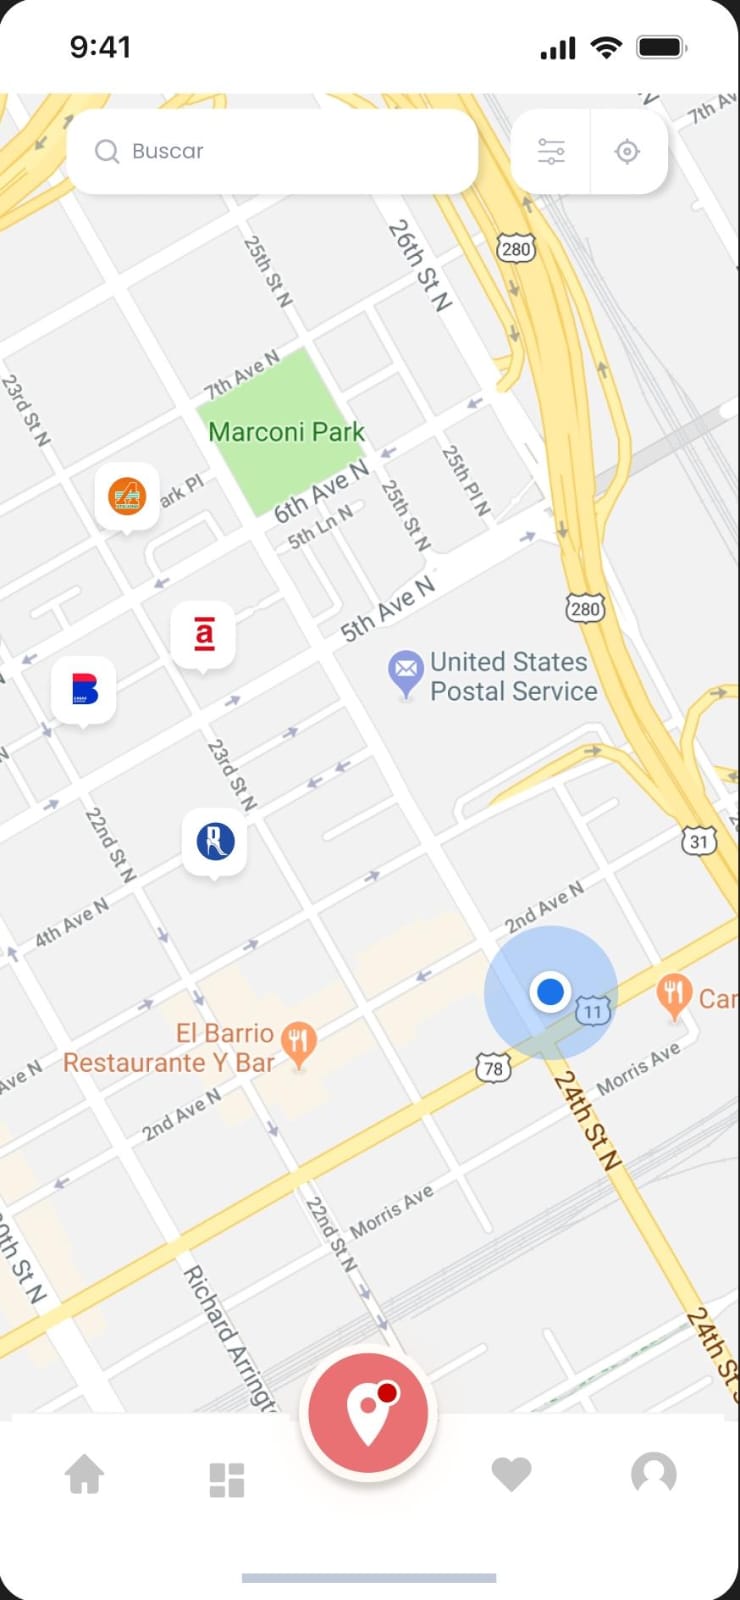 9:41
7th Av
Buscar
26th St N
25th St N
280
7th Ave N
23rd St N
Marconi Park
25th Pl N
6th Ave N
ark Pl
25th St N
5th Ln N
5th Ave N
280
a
United States
Postal Service
B
23rd St N
22nd St N
31
R
2nd Ave N
4th Ave N
Car
11
El Barrio
Restaurante Y Bar
78
Ave N
Morris Ave
2nd Ave N
24th St N
Morris Ave
22nd St N
0th St N
Richard Arringt
24th St S